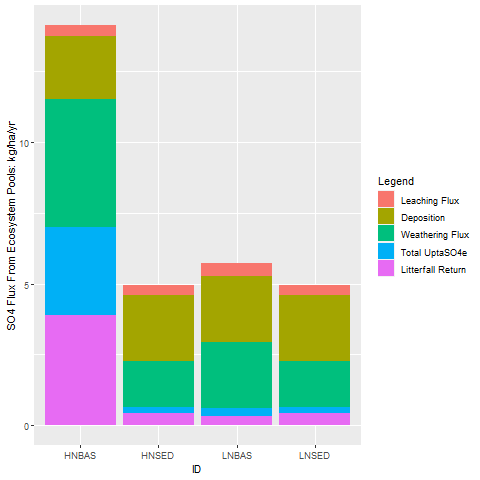 SO4 Flux From Ecosystem Pools: kg/ha/yr
10
5
0
HNBAS HNSED LNBAS LNSED
ID
Legend
Leaching Flux
Deposition
Weathering Flux
Total UptaSO4e
Litterfall Return